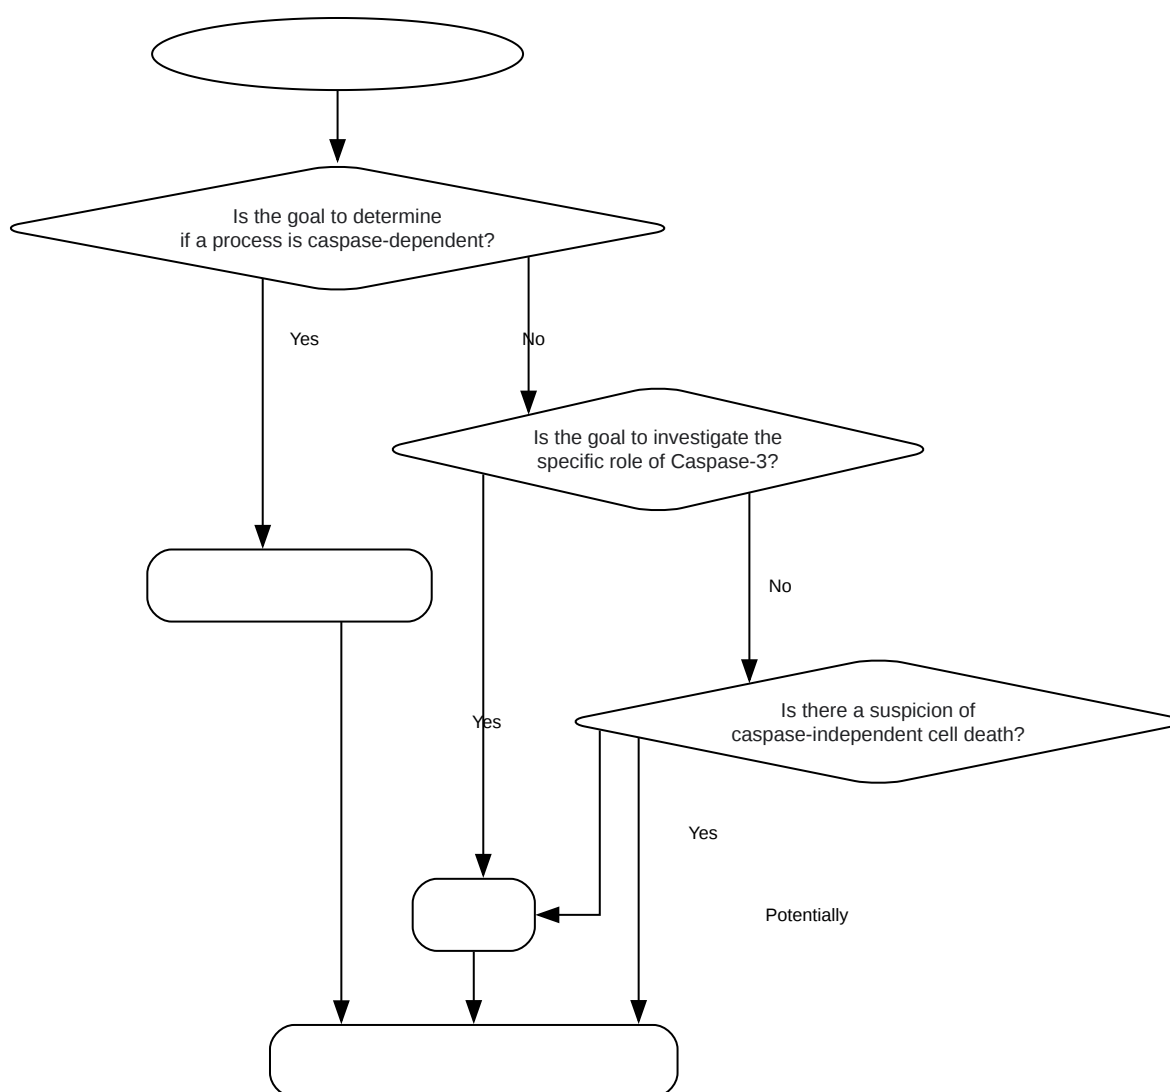 Is the goal to determine
if a process is caspase-dependent?
Yes
No
Is the goal to investigate the
specific role of Caspase-3?
No
Yes
Is there a suspicion of
caspase-independent cell death?
Yes
Potentially